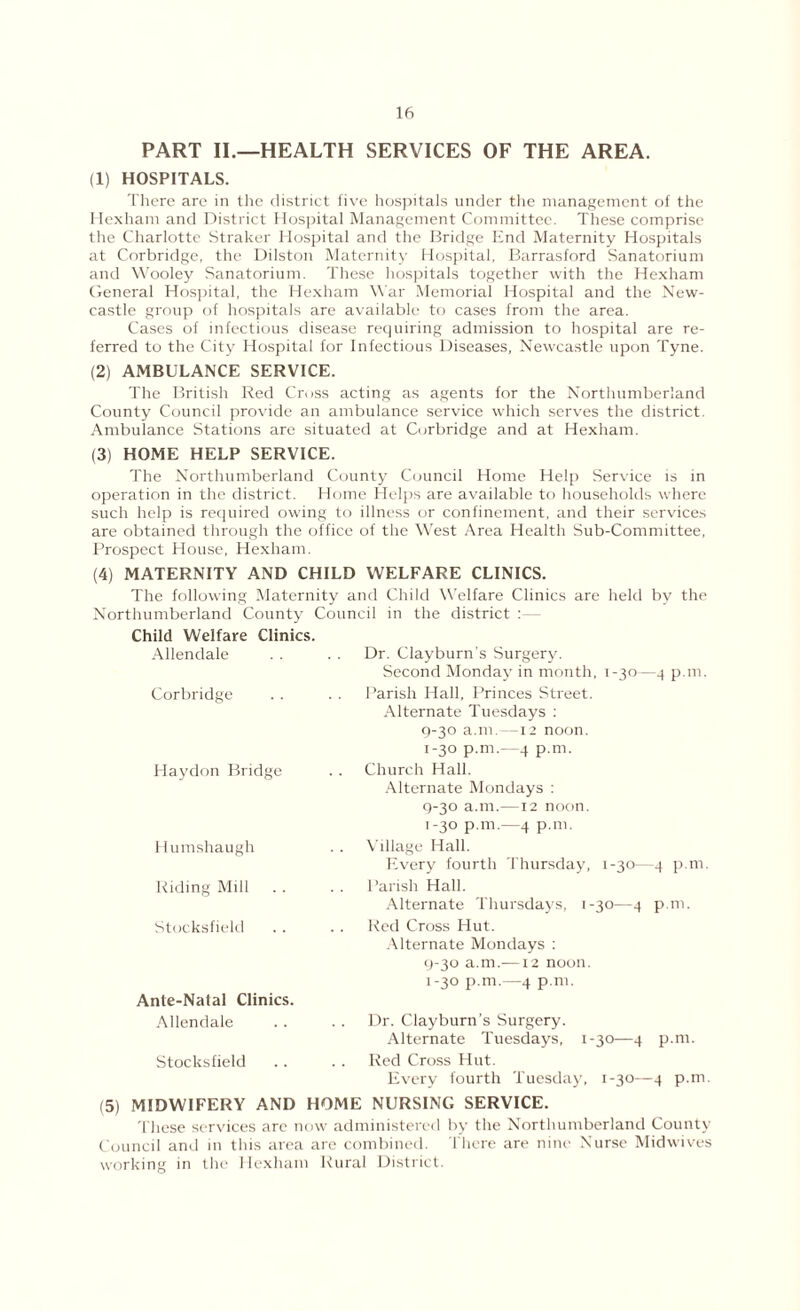 16
PART II.—HEALTH SERVICES OF THE AREA.
(1) HOSPITALS.
There are in the district five hospitals under the management of the
Hexham and District Hospital Management Committee. These comprise
the Charlotte Straker Hospital and the Bridge End Maternity Hospitals
at Corbridge, the Dilston Maternity Hospital, Barrasford Sanatorium
and Wooley Sanatorium. These hospitals together with the Hexham
General Hospital, the Hexham War Memorial Hospital and the New-
castle group of hospitals are available to cases from the area.
Cases of infectious disease requiring admission to hospital are re-
ferred to the City Hospital for Infectious Diseases, Newcastle upon Tyne.
(2) AMBULANCE SERVICE.
The British Red Cross acting as agents for the Northumberland
County Council provide an ambulance service which serves the district.
Ambulance Stations are situated at Corbridge and at Hexham.
(3) HOME HELP SERVICE.
The Northumberland County Council Home Help Service is in
operation in the district. Home Helps are available to households where
such help is required owing to illness or confinement, and their services
are obtained through the office of the West Area Health Sub-Committee,
Prospect House, Hexham.
(4) MATERNITY AND CHILD WELFARE CLINICS.
The following Maternity and Child Welfare Clinics are held by the
Northumberland County Council in the district :—
Child Welfare Clinics.
Allendale . . . . Dr. Clayburn's Surgery.
Second Monday in month, 1-30—4 p.m.
Corbridge . . . . Parish Hall, Princes Street.
Alternate Tuesdays :
9-30 a.m.—12 noon.
1-30 p.m.—4 p.m.
Haydon Bridge . . Church Hall.
Alternate Mondays :
9-30 a.m.—12 noon.
1-30 p.m.—4 p.m.
Humshaugh . . Village Hall.
Every fourth Thursday, 1-30—4 p.m.
Riding Mill . . . . Parish Hall.
Alternate Thursdays, 1-30—4 p.m.
Stocksfield . . . . Red Cross Hut.
Alternate Mondays :
9-30 a.m.—12 noon.
1-30 p.m.—4 p.m.
Ante-Natal Clinics.
Allendale . . . . Dr. Clayburn's Surgery.
Alternate Tuesdays, 1-30—4 p.m.
Stocksfield . . . . Red Cross Hut.
Every fourth Tuesday, 1-30—4 p.m.
(5) MIDWIFERY AND HOME NURSING SERVICE.
These services are now administered by the Northumberland County
Council and in this area are combined. There are nine Nurse Midwives
working in the Hexham Rural District.